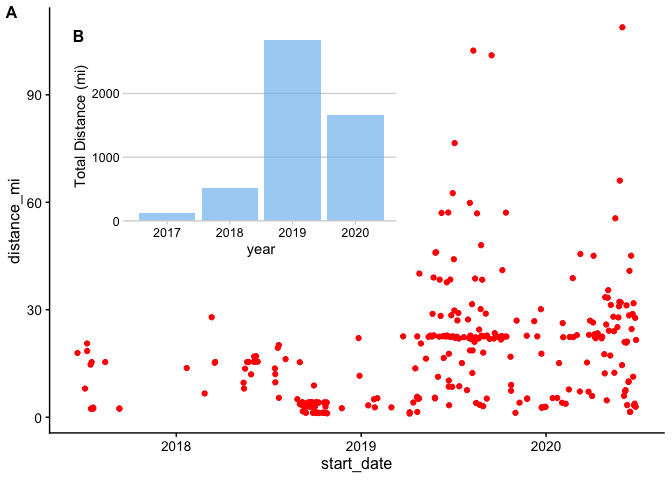 A
B
Total Distance (mi)
2000
1000
0
2017 2018 2019 2020
year
distance_mi
90
60
30
0
2018 2019 2020
start_date